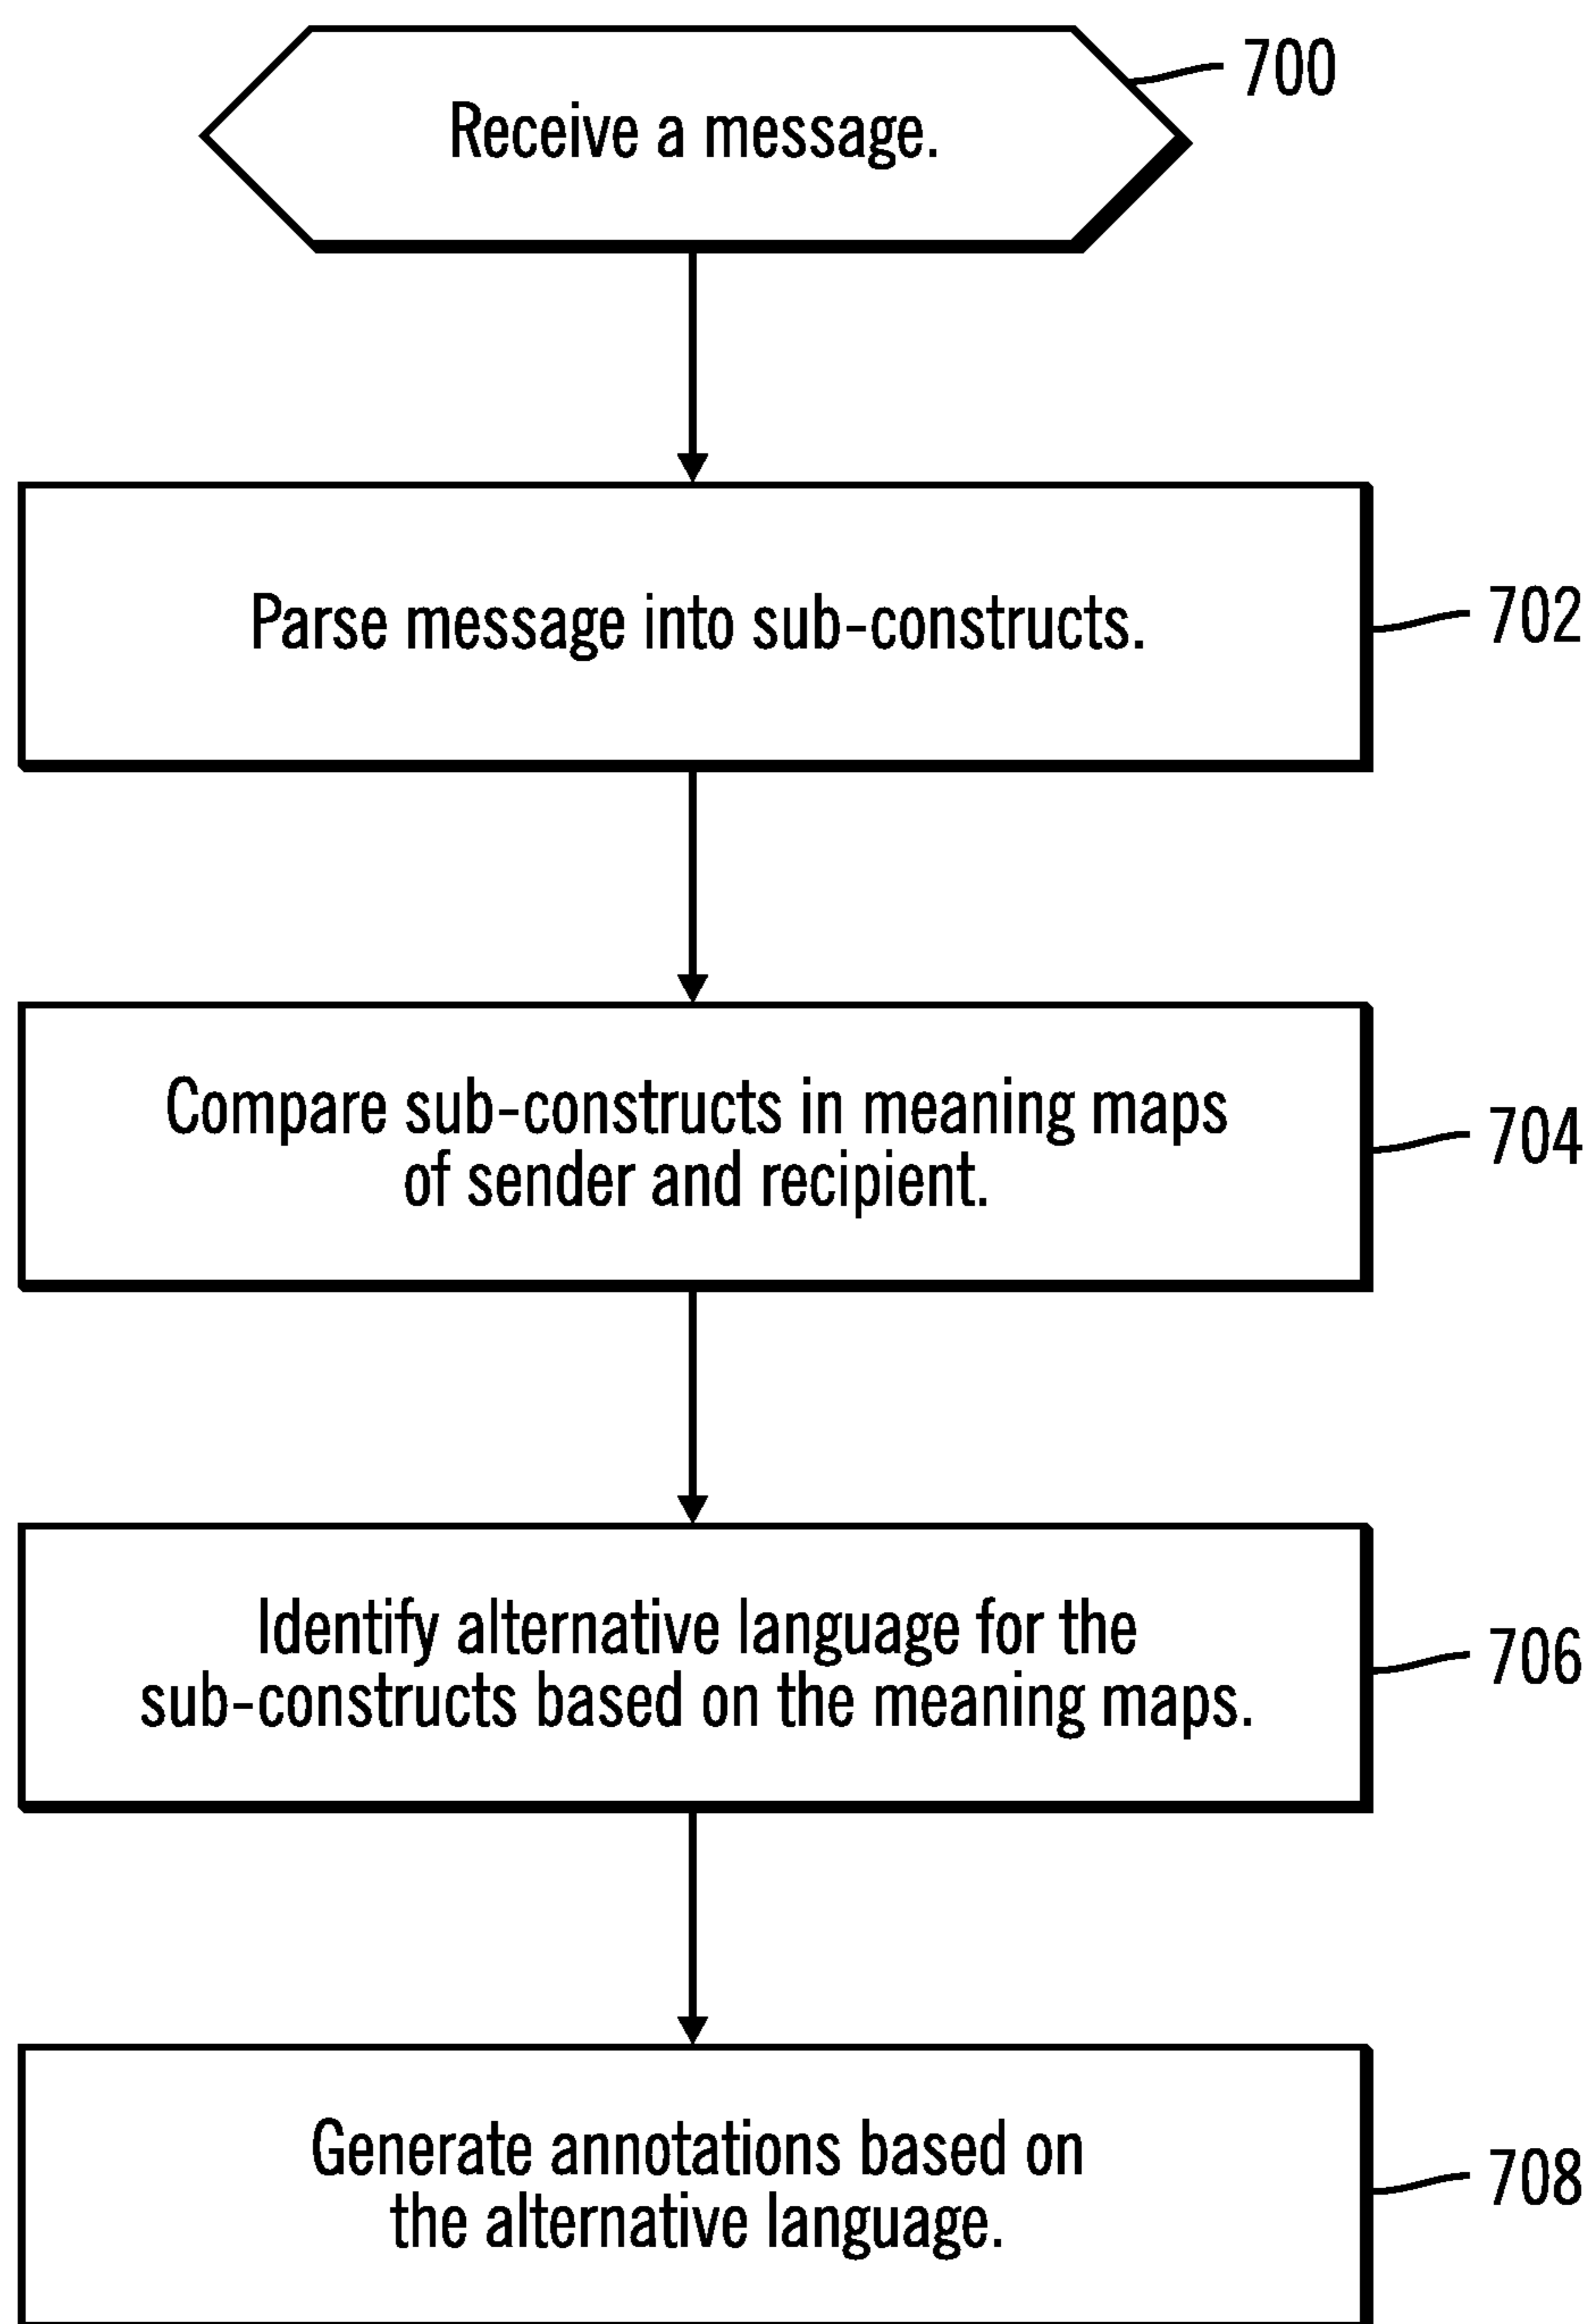 Receive a message.
700
Parse message into sub-constructs.
702
Compare sub-constructs in meaning maps
of sender and recipient.
704
Identify alternative language for the
sub-constructs based on the meaning maps.
706
Generate annotations based on
the alternative language.
708